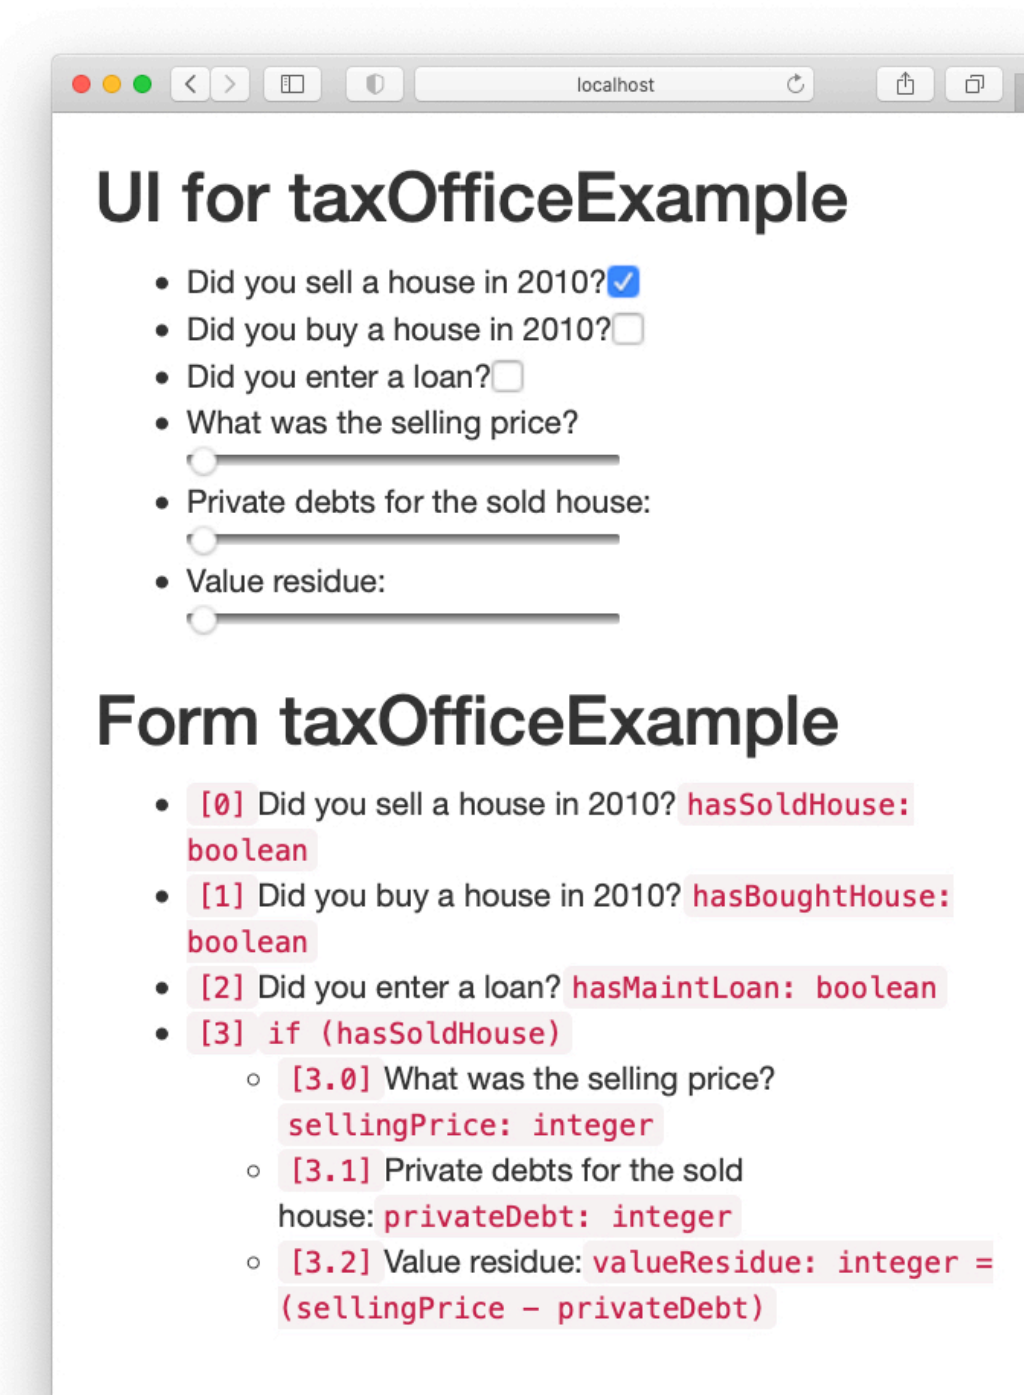 localhost
UI for taxOfficeExample
Did you sell a house in 2010?
Did you buy a house in 2010?
Did you enter a loan?
What was the selling price?
Private debts for the sold house:
Value residue:
Form taxOfficeExample
[0] Did you sell a house in 2010? hasSoldHouse:
boolean
[1] Did you buy a house in 2010? hasBoughtHouse:
boolean
[2] Did you enter a loan? hasMaintLoan: boolean
[3] if (hasSoldHouse)
[3.0] What was the selling price?
sellingPrice: integer
[3.1] Private debts for the sold
house: privateDebt: integer
[3.2] Value residue: valueResidue: integer =
(sellingPrice - privateDebt)